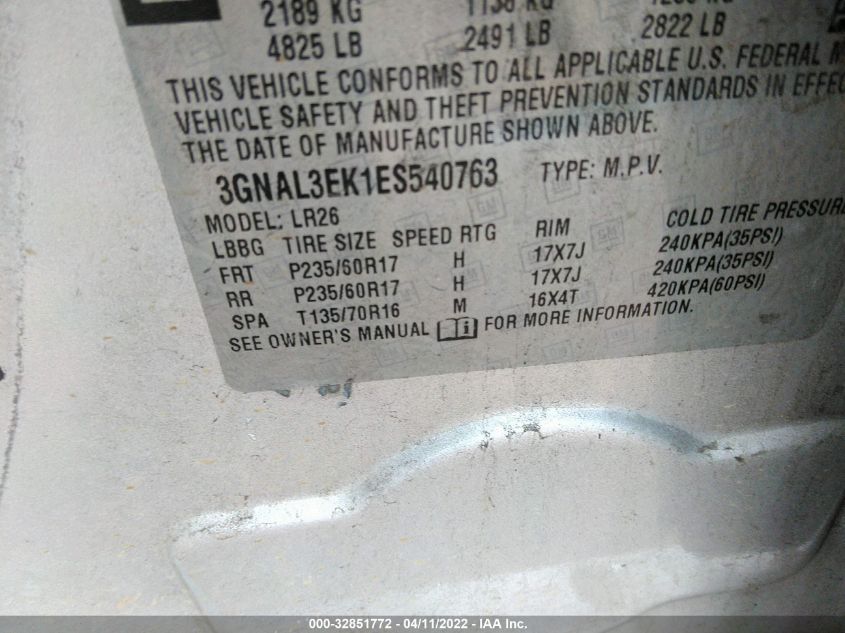 2189 KG 1130 KG
4825 LB 2491 LB 2822 LB
THIS VEHICLE CONFORMS TO ALL APPLICABLE U.S. FEDERAL
VEHICLE SAFETY AND THEFT PREVENTION STANDARDS IN EFFEC
THE DATE OF MANUFACTURE SHOWN ABOVE.
3GNAL3EK1ES540763 TYPE: M.P.V.
MODEL: LR26
LBBG TIRE SIZE SPEED RTG RIM COLD TIRE PRESSURE
FRT P235/60R17 H 17X7J 240KPA(35PSI)
RR P235/60R17 H 17X7J 240KPA(35PSI)
SPA T135/70R16 M 16X4T 420KPA(60PSI)
SEE OWNER'S MANUAL FOR MORE INFORMATION.
000-32851772 - 04/11/2022 - IAA Inc.